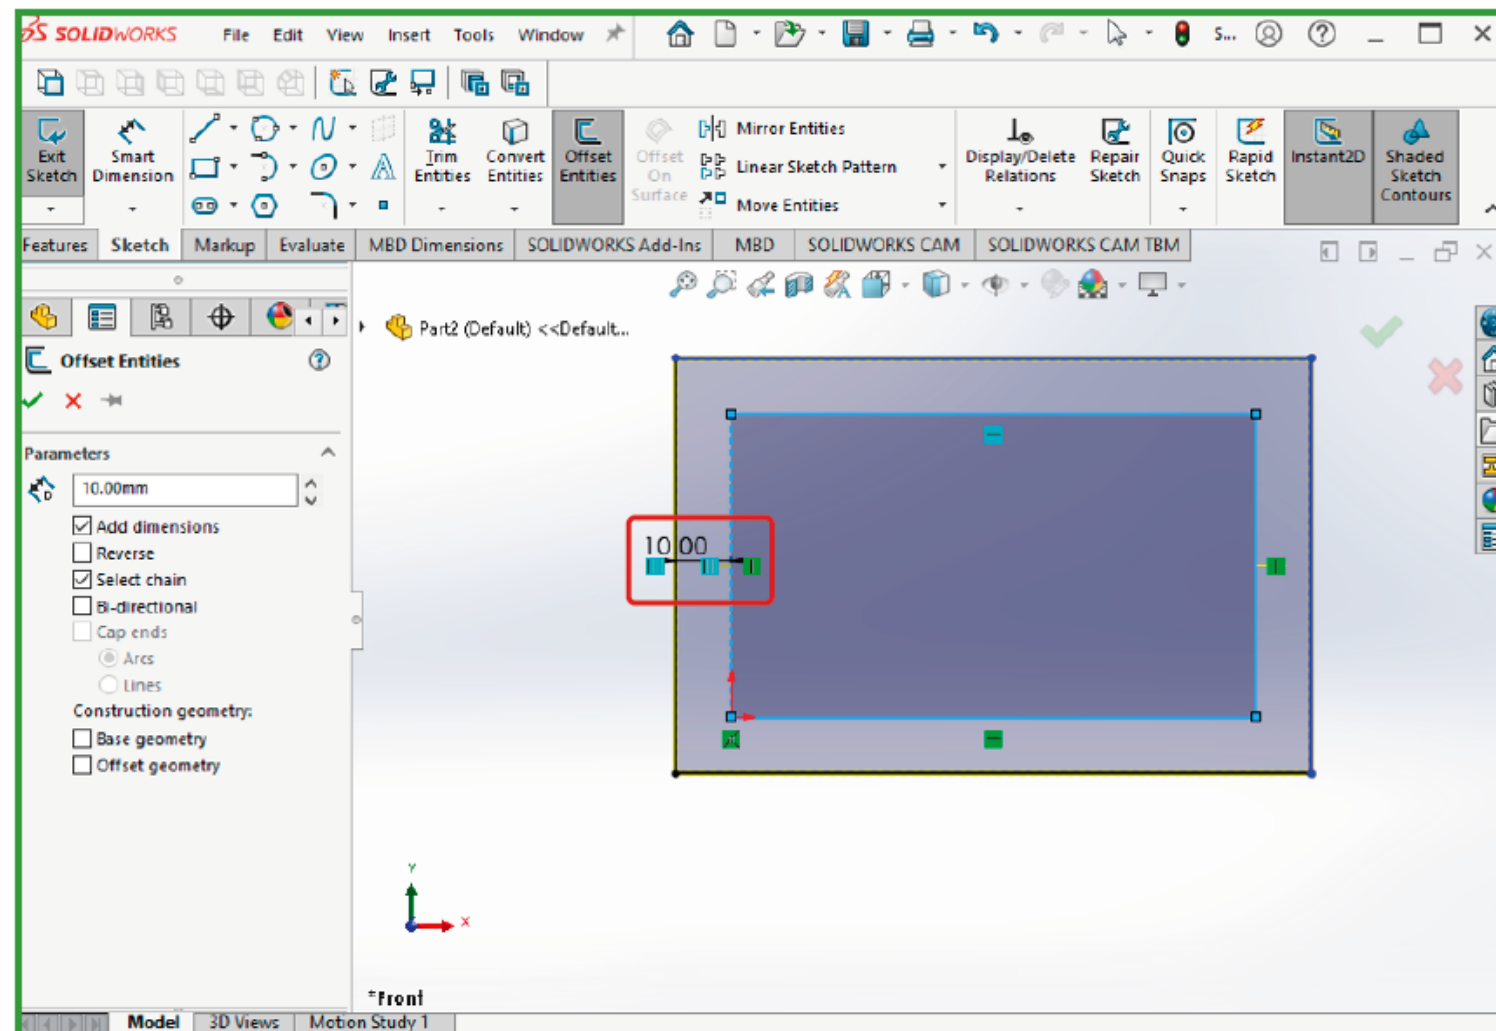 SOLIDWORKS File Edit View Insert Tools Window S...
Exit Sketch
Smart Dimension
Trim Entities
Convert Entities
Offset Entities
Offset On Surface
Mirror Entities
Linear Sketch Pattern
Move Entities
Display/Delete Relations
Repair Sketch
Quick Snaps
Rapid Sketch
Instant2D
Shaded Sketch Contours
Features Sketch Markup Evaluate MBD Dimensions SOLIDWORKS Add-Ins MBD SOLIDWORKS CAM SOLIDWORKS CAM TBM
Part2 (Default) <<Default...
Offset Entities
Parameters
10.00mm
Add dimensions
Reverse
Select chain
Bi-directional
Cap ends
Arcs
Lines
Construction geometry:
Base geometry
Offset geometry
10.00
Y
X
*Front
Model 3D Views Motion Study 1